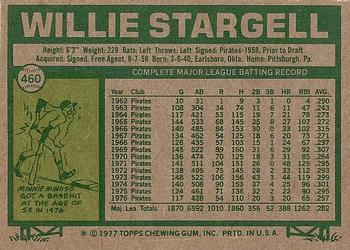 WILLIE STARGELL
Height: 6'3" Weight: 228 Bats: Left Throws: Left Signed: Pirates-1958, Prior to Draft
Acquired: Signed, Free Agent, 8-7-58 Born: 3-6-40, Earlsboro, Okla. Home: Pittsburgh, Pa.
460
COMPLETE MAJOR LEAGUE BATTING RECORD
Year Club G AB R H 2B 3B HR RBI AVG.
1962 Pirates 10 31 1 9 3 1 0 4 .290
1963 Pirates 108 304 34 74 11 6 11 47 .243
1964 Pirates 117 421 53 115 19 7 21 78 .273
1965 Pirates 144 533 68 145 25 8 27 107 .272
1966 Pirates 140 485 84 153 30 0 33 102 .315
1967 Pirates 134 462 54 125 18 6 20 73 .271
1968 Pirates 128 435 57 103 15 1 24 67 .237
1969 Pirates 145 522 89 160 31 6 29 92 .307
1970 Pirates 136 474 70 125 18 3 31 85 .264
1971 Pirates 141 511 104 151 26 0 48 125 .295
1972 Pirates 138 495 75 145 28 2 33 112 .293
1973 Pirates 148 522 106 156 43 3 44 119 .299
1974 Pirates 140 508 90 153 37 4 25 96 .301
1975 Pirates 124 461 71 136 32 2 22 90 .295
1976 Pirates 117 428 54 110 20 3 20 65 .257
Maj. Lea. Totals 1870 6592 1010 1860 356 52 388 1262 .282
MINNIE MINOSO
GOT A BASEHIT
AT THE AGE OF
53 IN 1976.
* © 1977 TOPPS CHEWING GUM, INC. PRTD. IN U.S.A.